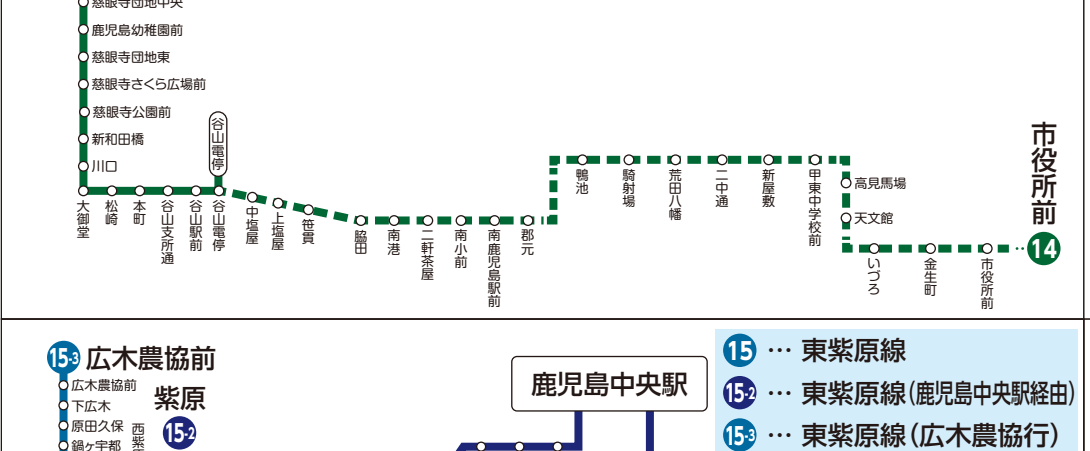 慈眼寺団地中央
鹿児島幼稚園前
慈眼寺団地東
慈眼寺さくら広場前
慈眼寺公園前
新和田橋
川口
谷山電停
大御堂
松崎
本町
谷山支所通
谷山駅前
谷山電停
中塩屋
上塩屋
笹貫
脇田
南港
二軒茶屋
南小前
南鹿児島駅前
郡元
鴨池
騎射場
荒田八幡
二中通
新屋敷
甲東中学校前
高見馬場
天文館
いづろ
金生町
市役所前
市役所前
14
15-3 広木農協前
広木農協前
下広木
原田久保
鍋ヶ宇都
紫原
15-2
鹿児島中央駅
15 … 東紫原線
15-2 … 東紫原線(鹿児島中央駅経由)
15-3 … 東紫原線(広木農協行)